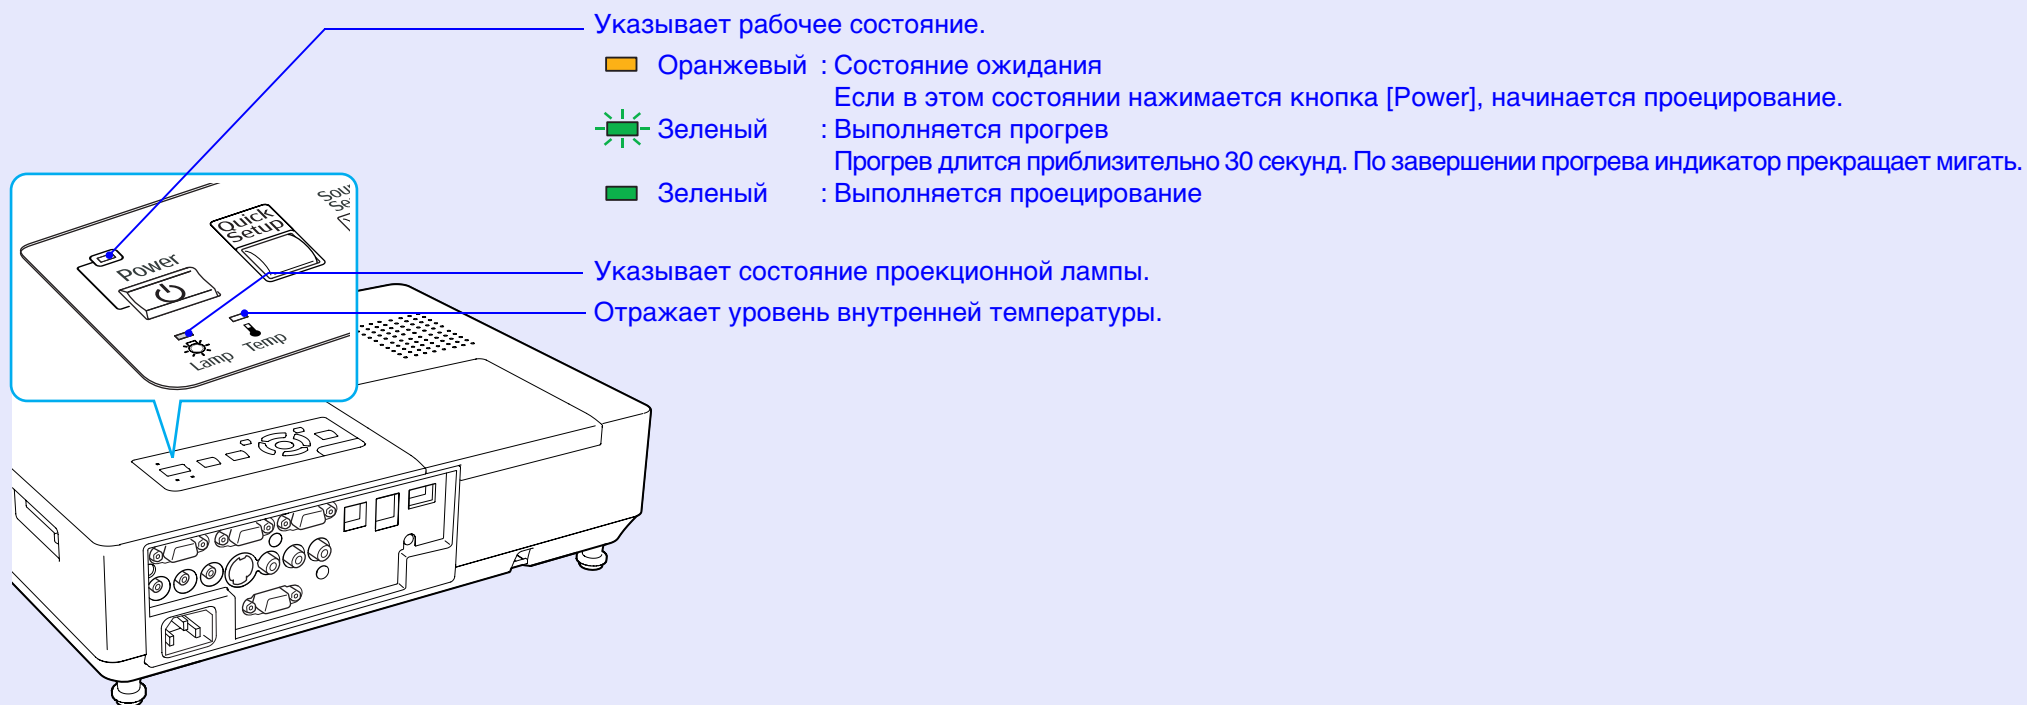 Указывает рабочее состояние.
Оранжевый : Состояние ожидания
Если в этом состоянии нажимается кнопка [Power], начинается проецирование.
Зеленый : Выполняется прогрев
Прогрев длится приблизительно 30 секунд. По завершении прогрева индикатор прекращает мигать.
Зеленый : Выполняется проецирование
Указывает состояние проекционной лампы.
Отражает уровень внутренней температуры.
Quick
Setup
Power
Lamp
Temp